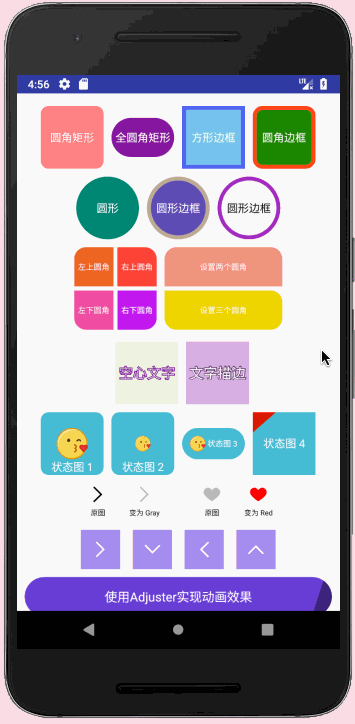 4:56 LTE
圆角矩形 全圆角矩形 方形边框 圆角边框
圆形 圆形边框 圆形边框
左上圆角 右上圆角 设置两个圆角
左下圆角 右下圆角 设置三个圆角
空心文字 文字描边
状态图 1 状态图 2 状态图 3 状态图 4
原图 变为 Gray 原图 变为 Red
使用Adjuster实现动画效果